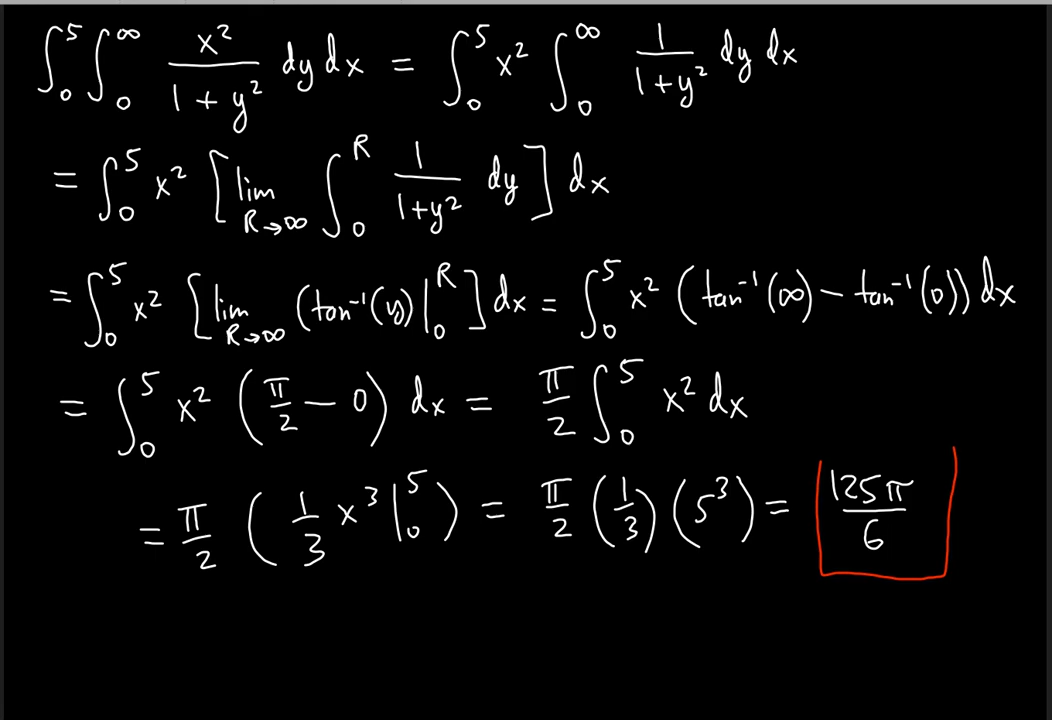 ∫₀⁵ ∫₀^∞ x²/(1+y²) dy dx = ∫₀⁵ x² ∫₀^∞ 1/(1+y²) dy dx
= ∫₀⁵ x² [lim_{R→∞} ∫₀^R 1/(1+y²) dy] dx
= ∫₀⁵ x² [lim_{R→∞} (tan⁻¹(y)|₀^R] dx = ∫₀⁵ x² (tan⁻¹(∞) − tan⁻¹(0)) dx
= ∫₀⁵ x² (π/2 − 0) dx = π/2 ∫₀⁵ x² dx
= π/2 (1/3 x³|₀⁵) = π/2 (1/3)(5³) = 125π/6